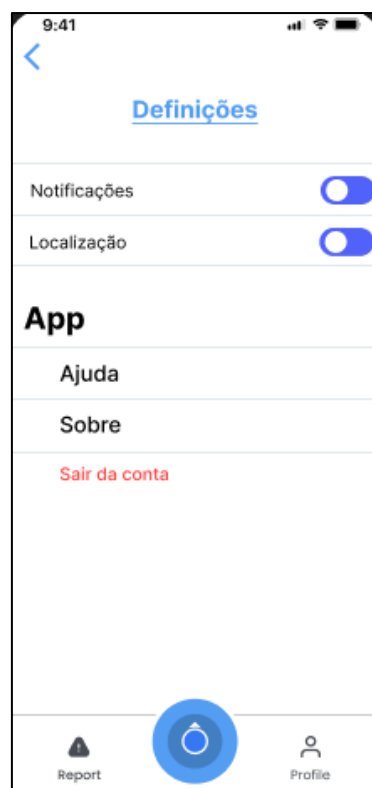 9:41
Definições
Notificações
Localização
App
Ajuda
Sobre
Sair da conta
Report
Profile